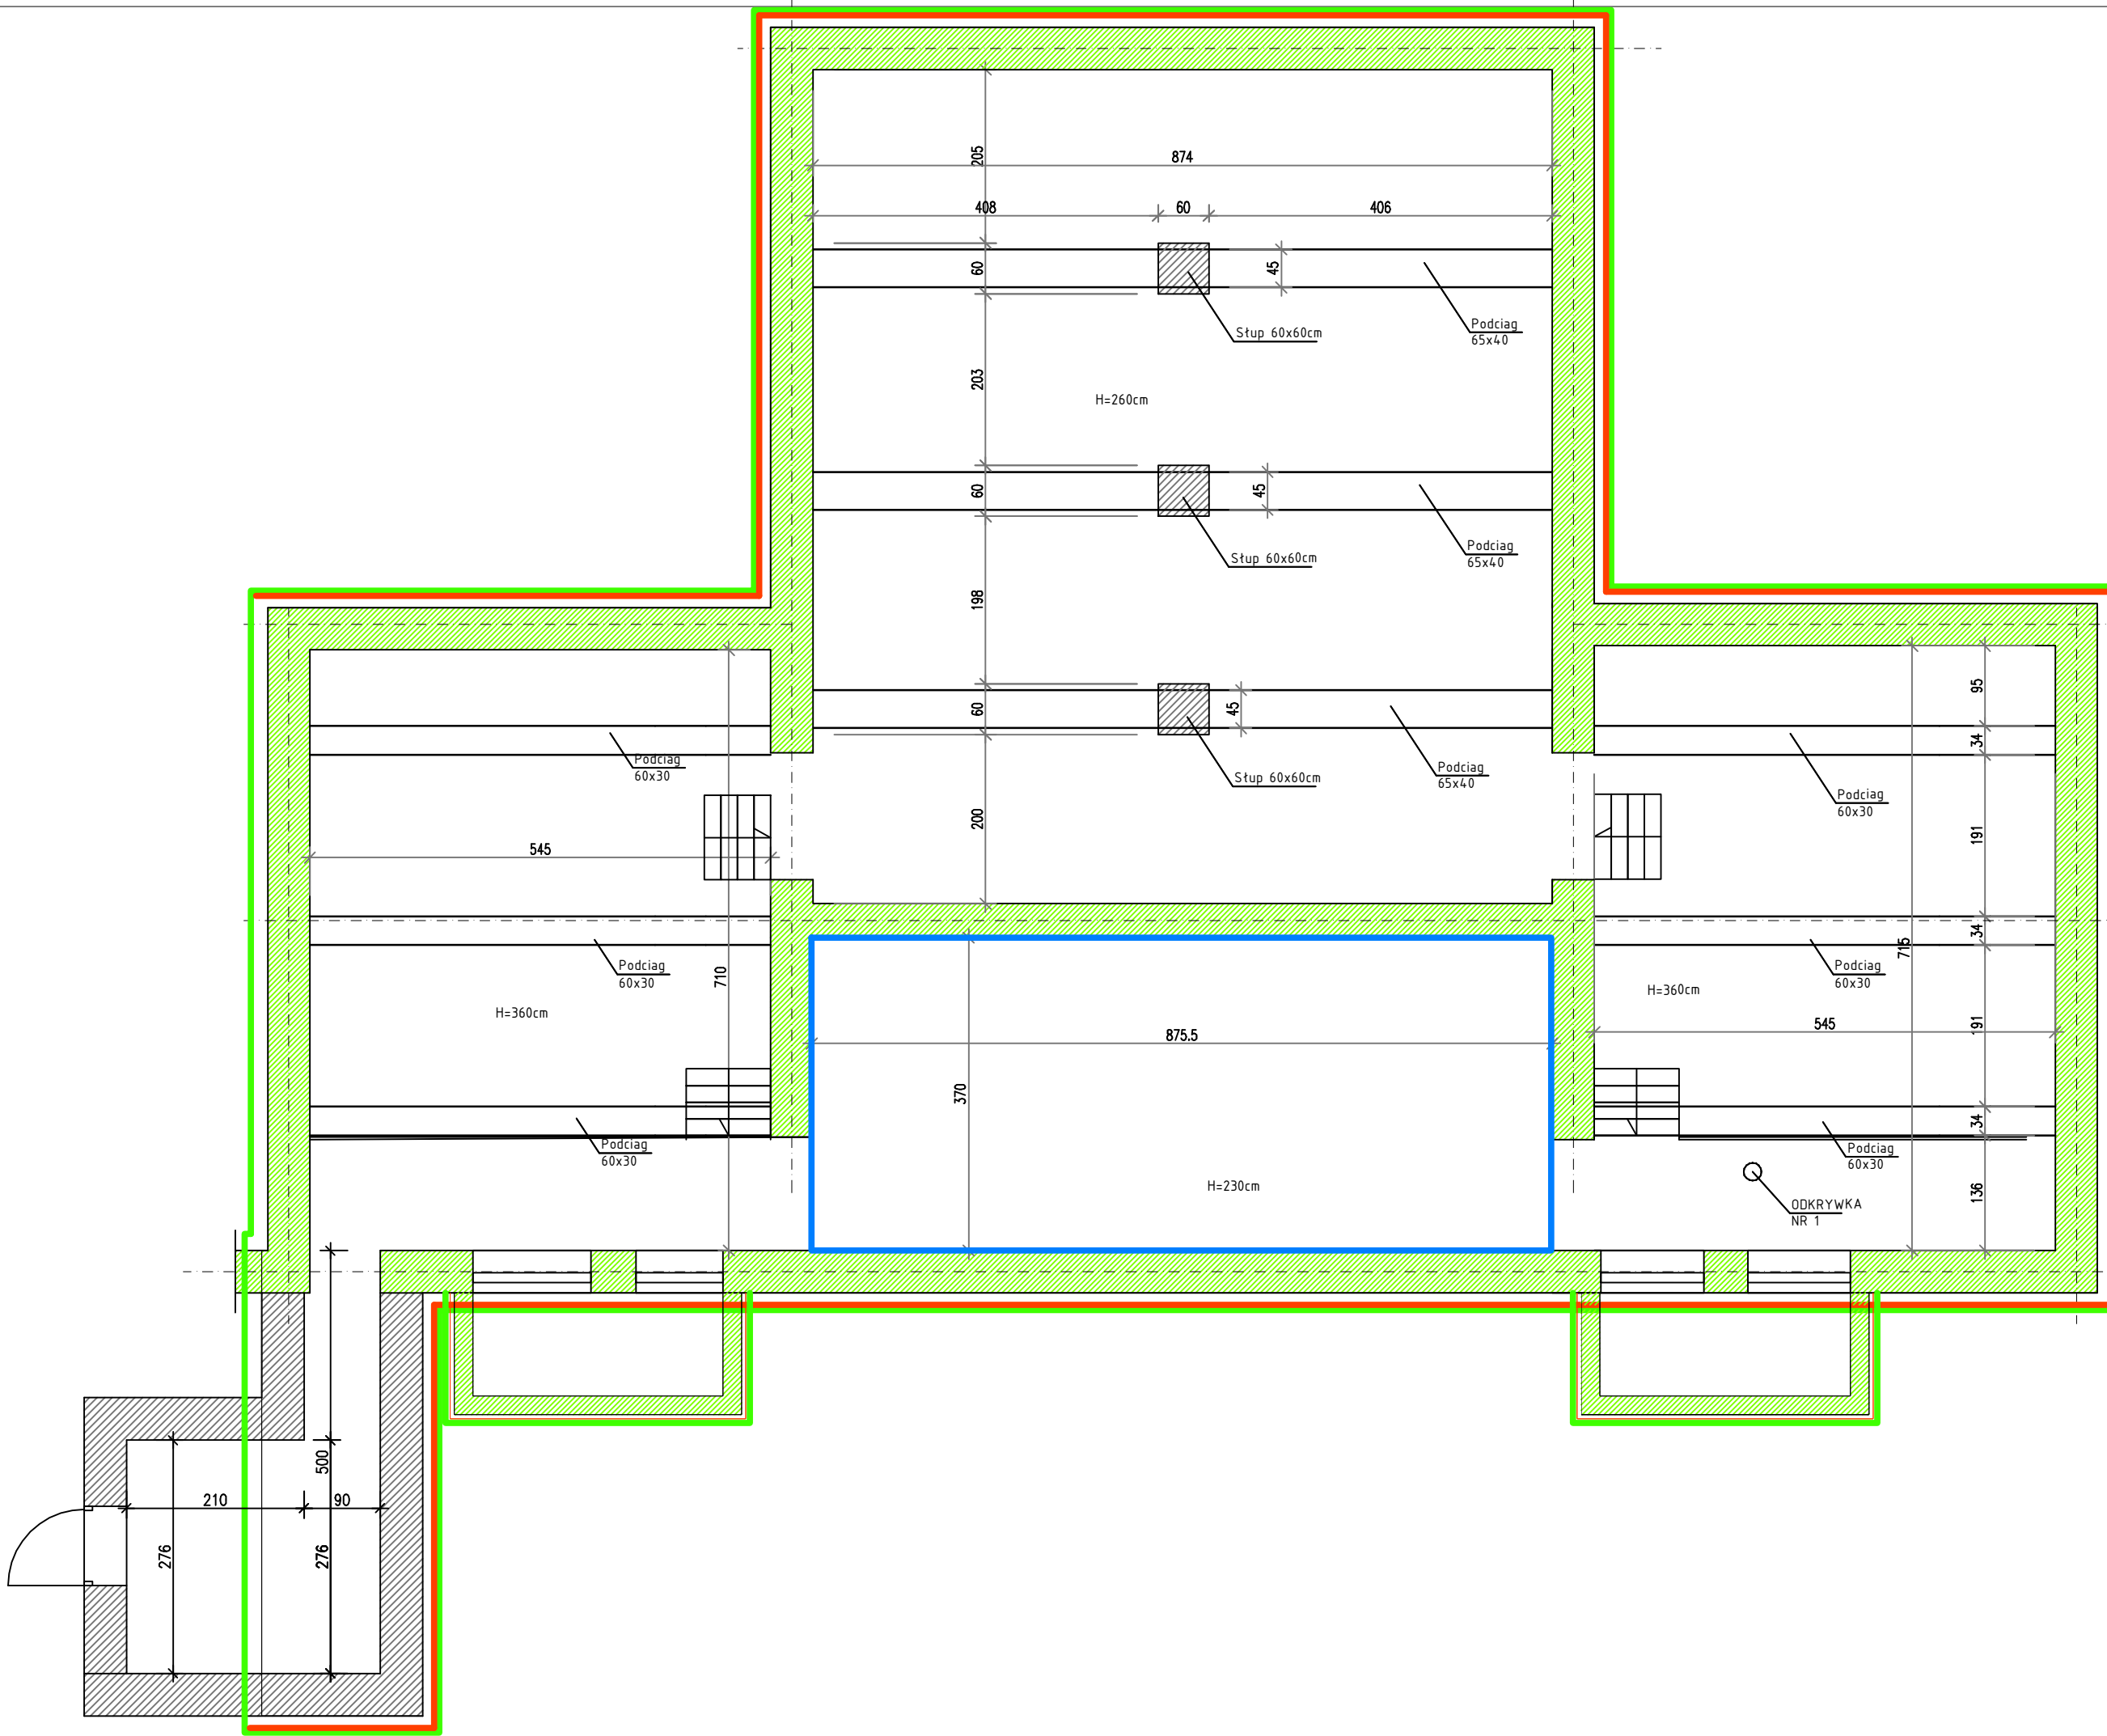 205
874
408
60
406
60
45
Słup 60x60cm
Podciag
65x40
203
H=260cm
60
45
Słup 60x60cm
Podciag
65x40
198
60
45
Słup 60x60cm
Podciag
65x40
200
95
34
191
34
191
34
136
715
Podciag
60x30
545
710
Podciag
60x30
H=360cm
Podciag
60x30
Podciag
60x30
Podciag
60x30
H=360cm
545
Podciag
60x30
875.5
370
H=230cm
ODKRYWKA
NR 1
500
210
90
276
276